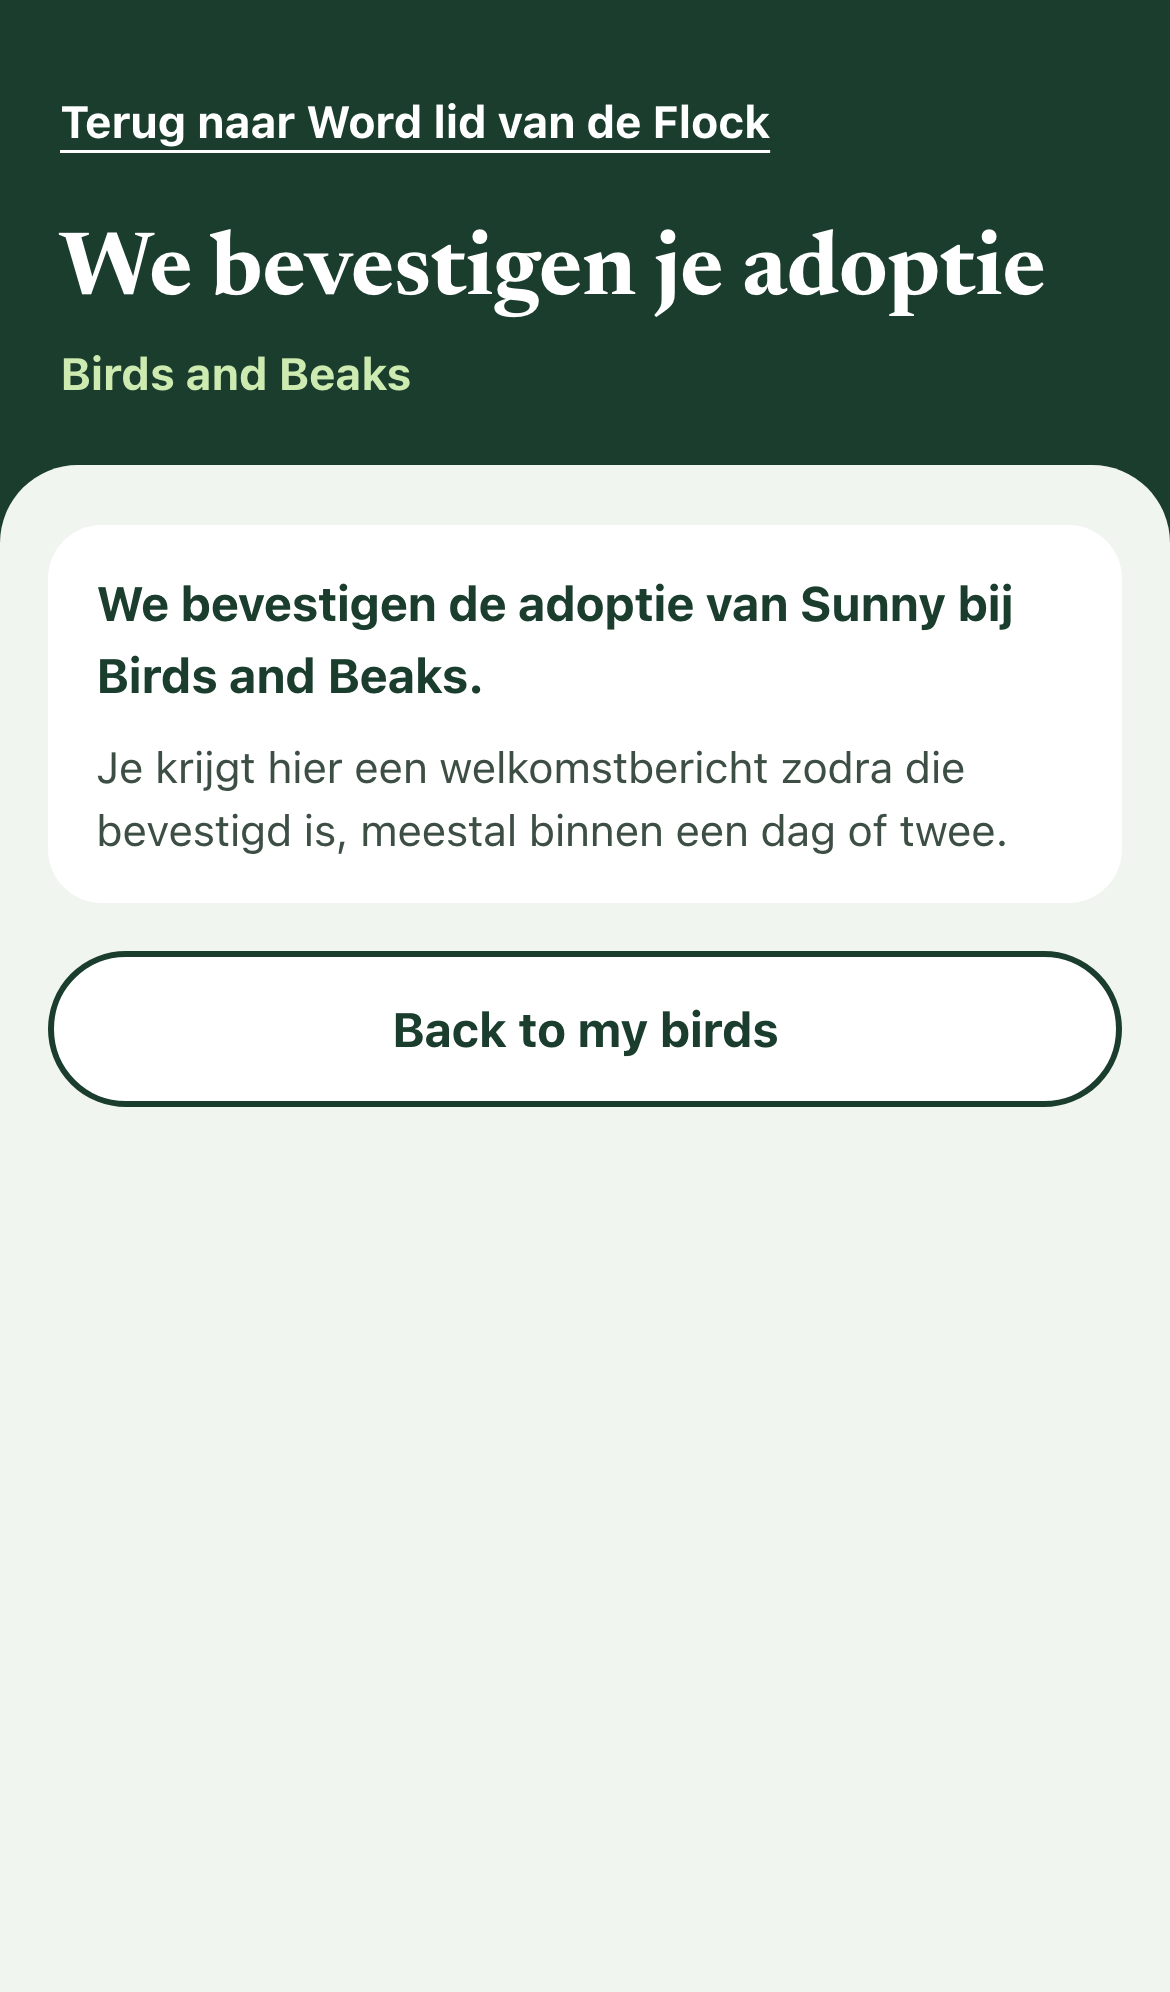 Terug naar Word lid van de Flock
We bevestigen je adoptie
Birds and Beaks
We bevestigen de adoptie van Sunny bij
Birds and Beaks.
Je krijgt hier een welkomstbericht zodra die
bevestigd is, meestal binnen een dag of twee.
Back to my birds